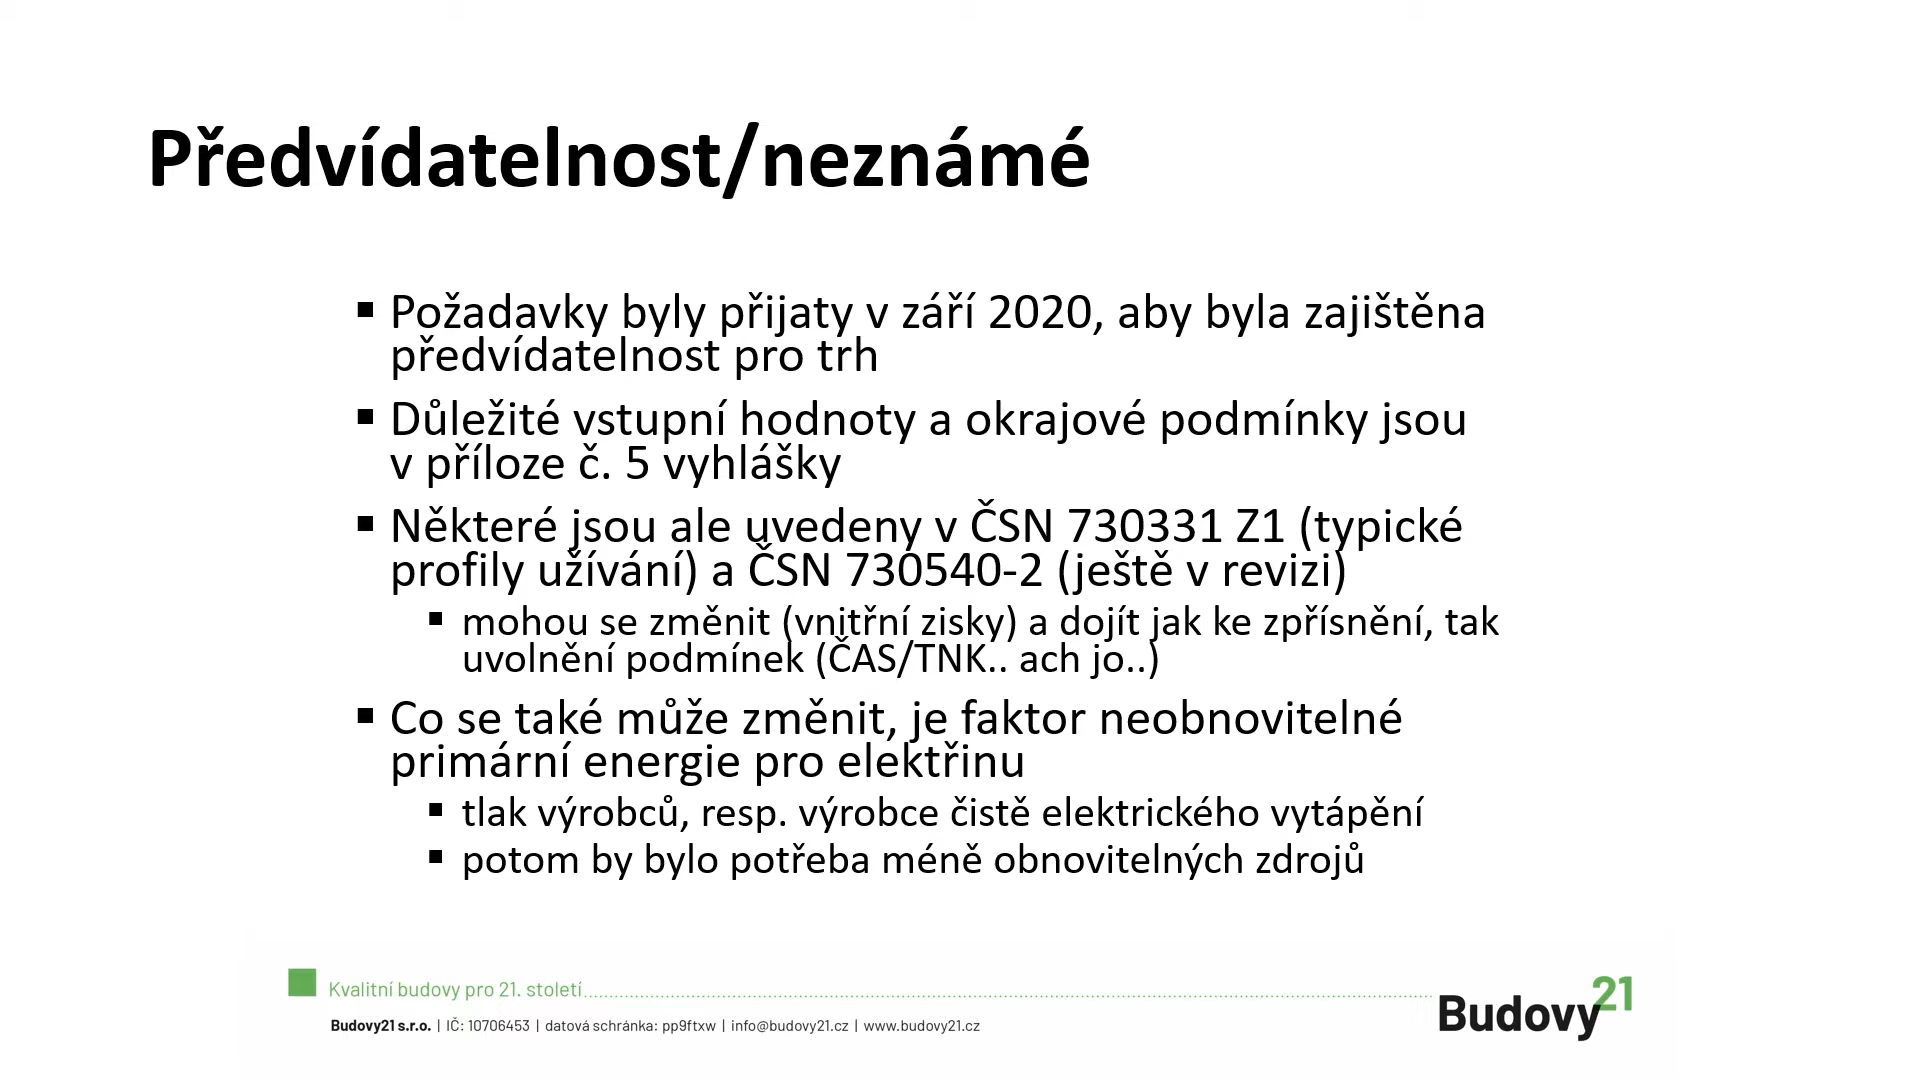 Předvídatelnost/neznámé
▪ Požadavky byly přijaty v září 2020, aby byla zajištěna
předvídatelnost pro trh
▪ Důležité vstupní hodnoty a okrajové podmínky jsou
v příloze č. 5 vyhlášky
▪ Některé jsou ale uvedeny v ČSN 730331 Z1 (typické
profily užívání) a ČSN 730540-2 (ještě v revizi)
▪ mohou se změnit (vnitřní zisky) a dojít jak ke zpřísnění, tak
uvolnění podmínek (ČAS/TNK.. ach jo..)
▪ Co se také může změnit, je faktor neobnovitelné
primární energie pro elektřinu
▪ tlak výrobců, resp. výrobce čistě elektrického vytápění
▪ potom by bylo potřeba méně obnovitelných zdrojů
Kvalitní budovy pro 21. století
Budovy21 s.r.o. | IČ: 10706453 | datová schránka: pp9ftxw | info@budovy21.cz | www.budovy21.cz
Budovy21